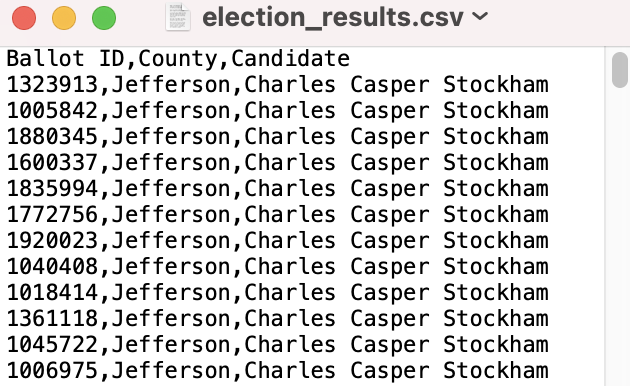 election_results.csv
Ballot ID,County,Candidate
1323913,Jefferson,Charles Casper Stockham
1005842,Jefferson,Charles Casper Stockham
1880345,Jefferson,Charles Casper Stockham
1600337,Jefferson,Charles Casper Stockham
1835994,Jefferson,Charles Casper Stockham
1772756,Jefferson,Charles Casper Stockham
1920023,Jefferson,Charles Casper Stockham
1040408,Jefferson,Charles Casper Stockham
1018414,Jefferson,Charles Casper Stockham
1361118,Jefferson,Charles Casper Stockham
1045722,Jefferson,Charles Casper Stockham
1006975,Jefferson,Charles Casper Stockham